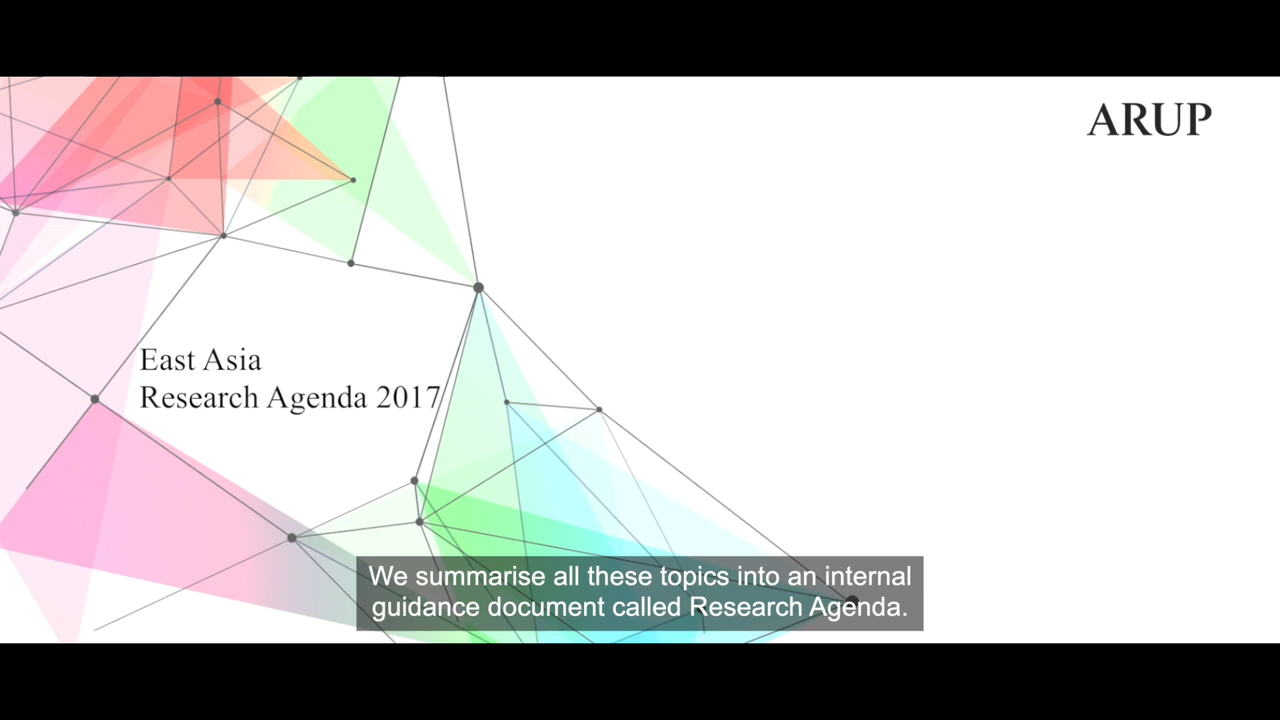 ARUP
East Asia
Research Agenda 2017
We summarise all these topics into an internal
guidance document called Research Agenda.